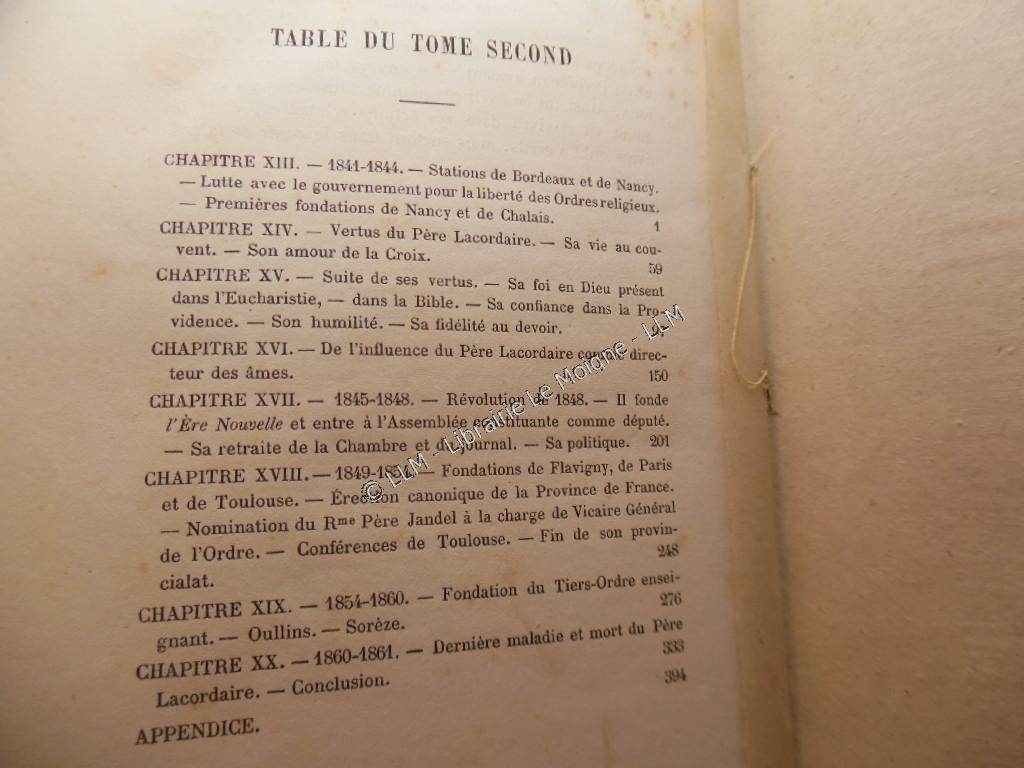 TABLE DU TOME SECOND
CHAPITRE XIII. — 1841-1844. — Stations de Bordeaux et de Nancy.
— Lutte avec le gouvernement pour la liberté des Ordres religieux.
— Premières fondations de Nancy et de Chalais. 1
CHAPITRE XIV. — Vertus du Père Lacordaire. — Sa vie au cou-
vent. — Son amour de la Croix. 59
CHAPITRE XV. — Suite de ses vertus. — Sa foi en Dieu présent
dans l'Eucharistie, — dans la Bible. — Sa confiance dans la Pro-
vidence. — Son humilité. — Sa fidélité au devoir.
CHAPITRE XVI. — De l'influence du Père Lacordaire comme direc-
teur des âmes. 150
CHAPITRE XVII. — 1845-1848. — Révolution de 1848. — Il fonde
l'Ère Nouvelle et entre à l'Assemblée constituante comme député.
— Sa retraite de la Chambre et du journal. — Sa politique. 201
CHAPITRE XVIII. — 1849-1854. — Fondations de Flavigny, de Paris
et de Toulouse. — Érection canonique de la Province de France.
— Nomination du Rme Père Jandel à la charge de Vicaire Général
de l'Ordre. — Conférences de Toulouse. — Fin de son provin-
cialat. 248
CHAPITRE XIX. — 1854-1860. — Fondation du Tiers-Ordre ensei-
gnant. — Oullins. — Sorèze. 276
CHAPITRE XX. — 1860-1861. — Dernière maladie et mort du Père
Lacordaire. — Conclusion. 333
APPENDICE. 394
© LLM - Librairie Le Moigne - LLM